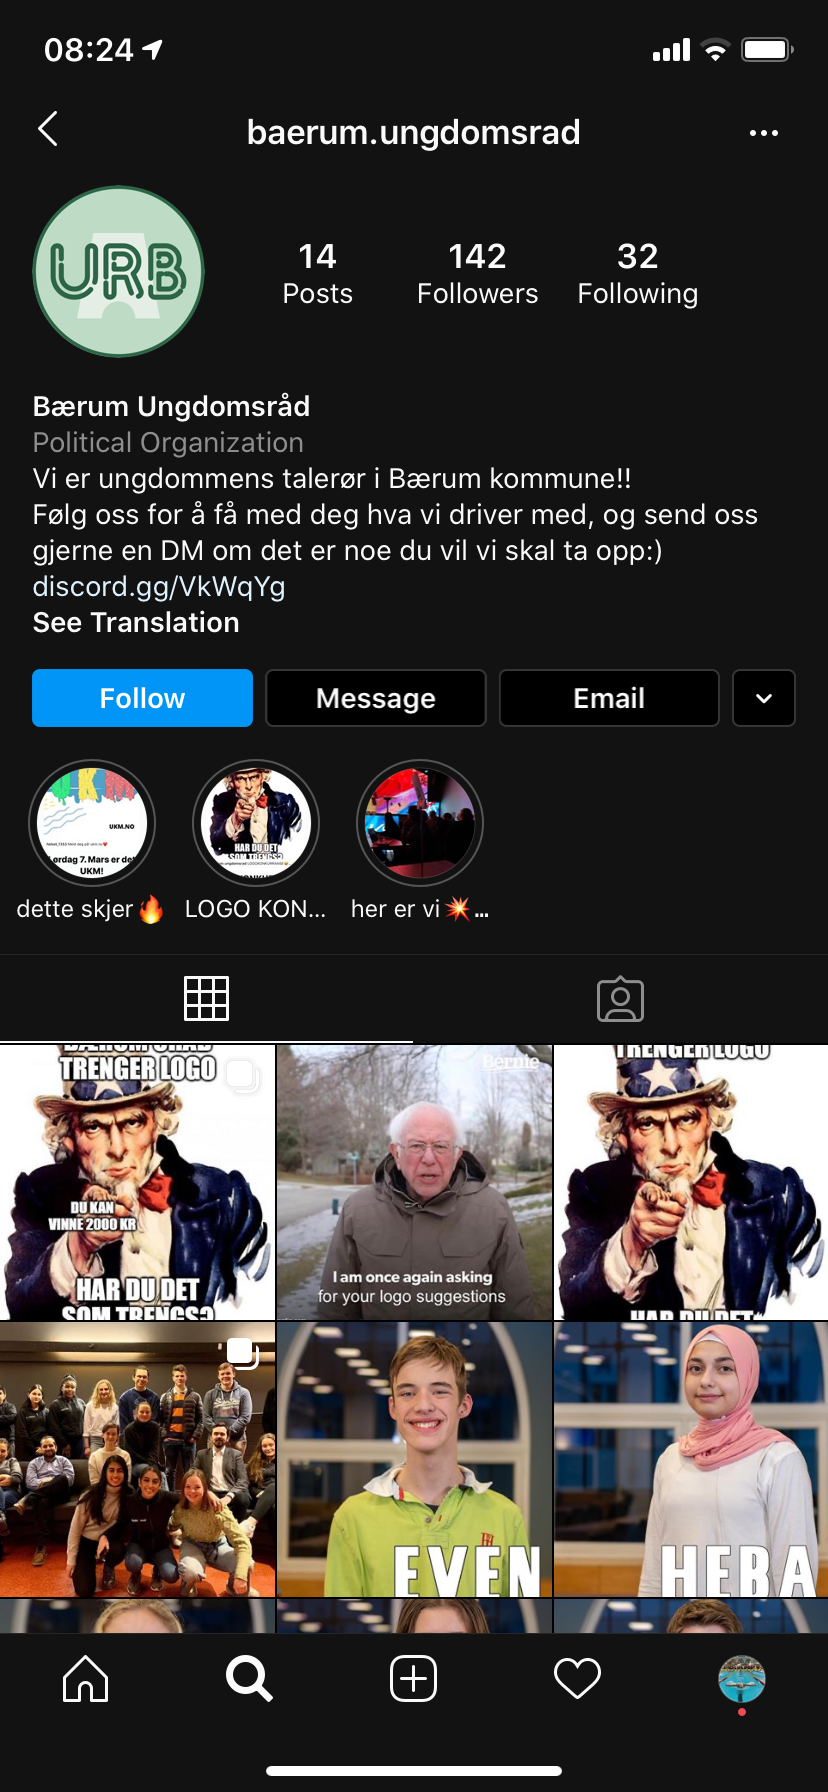 08:24
baerum.ungdomsrad
URB
14
Posts
142
Followers
32
Following
Bærum Ungdomsråd
Political Organization
Vi er ungdommens talerør i Bærum kommune!!
Følg oss for å få med deg hva vi driver med, og send oss
gjerne en DM om det er noe du vil vi skal ta opp:)
discord.gg/VkWqYg
See Translation
Follow
Message
Email
UKM
UKM.NO
ørdag 7. Mars er det
UKM!
HAR DU DET
SOM TRENGS?
dette skjer🔥
LOGO KON...
her er vi💥...
BÆRUM URÅD
TRENGER LOGO
DU KAN
VINNE 2000 KR
HAR DU DET
SOM TRENGS?
Bernie
I am once again asking
for your logo suggestions
TRENGER LOGO
HAR DU DET
EVEN
HEBA